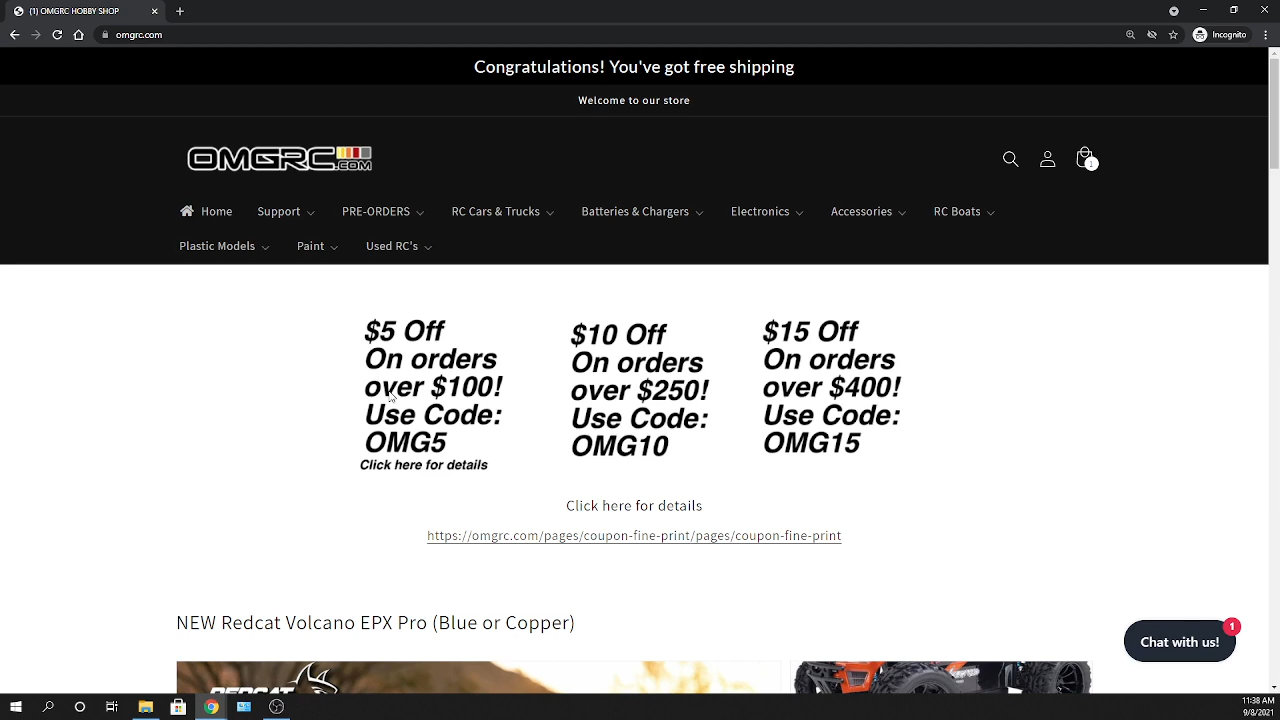 (1) OMGRC HOBBY SHOP
omgrc.com
Incognito
Congratulations! You've got free shipping
Welcome to our store
OMGRC.COM
1
Home
Support
PRE-ORDERS
RC Cars & Trucks
Batteries & Chargers
Electronics
Accessories
RC Boats
Plastic Models
Paint
Used RC's
$5 Off
On orders
over $100!
Use Code:
OMG5
Click here for details
$10 Off
On orders
over $250!
Use Code:
OMG10
$15 Off
On orders
over $400!
Use Code:
OMG15
Click here for details
https://omgrc.com/pages/coupon-fine-print/pages/coupon-fine-print
NEW Redcat Volcano EPX Pro (Blue or Copper)
REDCAT
Chat with us!
1
11:38 AM
9/8/2021